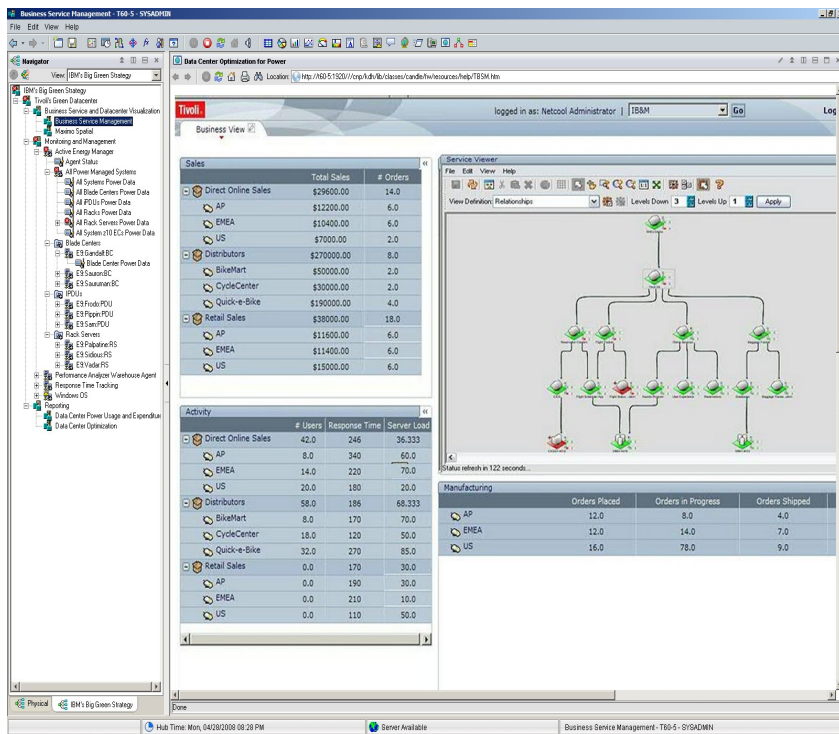 Business Service Management - T60-5 - SYSADMIN
File Edit View Help
Navigator
View: IBM's Big Green Strategy
IBM's Big Green Strategy
Tivoli's Green Datacenter
Business Service and Datacenter Visualization
Business Service Management
Maximo Spatial
Monitoring and Management
Active Energy Manager
Agent Status
All Power Managed Systems
All Systems Power Data
All Blade Centers Power Data
All iPDUs Power Data
All Racks Power Data
All Rack Servers Power Data
All System z10 ECs Power Data
Blade Centers
E9:Gandalf:BC
Blade Center Power Data
E9:Sauron:BC
E9:Sauruman:BC
iPDUs
E9:Frodo:PDU
E9:Pippin:PDU
E9:Sam:PDU
Rack Servers
E9:Palpatine:RS
E9:Sidious:RS
E9:Vader:RS
Performance Analyzer Warehouse Agent
Response Time Tracking
Windows OS
Reporting
Data Center Power Usage and Expenditure
Data Center Optimization
Physical
IBM's Big Green Strategy
Data Center Optimization for Power
Location: http://t60-5:1920///cnp/kdh/lib/classes/candle/hw/resources/help/TBSM.htm
Tivoli.
logged in as: Netcool Administrator | IB&M Go Log
Business View
Sales
Total Sales # Orders
Direct Online Sales $29600.00 14.0
AP $12200.00 6.0
EMEA $10400.00 6.0
US $7000.00 2.0
Distributors $270000.00 8.0
BikeMart $50000.00 2.0
CycleCenter $30000.00 2.0
Quick-e-Bike $190000.00 4.0
Retail Sales $38000.00 18.0
AP $11600.00 6.0
EMEA $11400.00 6.0
US $15000.00 6.0
Activity
# Users Response Time Server Load
Direct Online Sales 42.0 246 36.333
AP 8.0 340 60.0
EMEA 14.0 220 70.0
US 20.0 180 20.0
Distributors 58.0 186 68.333
BikeMart 8.0 170 70.0
CycleCenter 18.0 120 50.0
Quick-e-Bike 32.0 270 85.0
Retail Sales 0.0 170 30.0
AP 0.0 190 30.0
EMEA 0.0 210 10.0
US 0.0 110 50.0
Service Viewer
File Edit View Help
View Definition: Relationships Levels Down 3 Levels Up 1 Apply
Status refresh in 122 seconds...
Manufacturing
Orders Placed Orders in Progress Orders Shipped
AP 12.0 8.0 4.0
EMEA 12.0 14.0 7.0
US 16.0 78.0 9.0
Done
Hub Time: Mon, 04/28/2008 08:28 PM
Server Available
Business Service Management - T60-5 - SYSADMIN